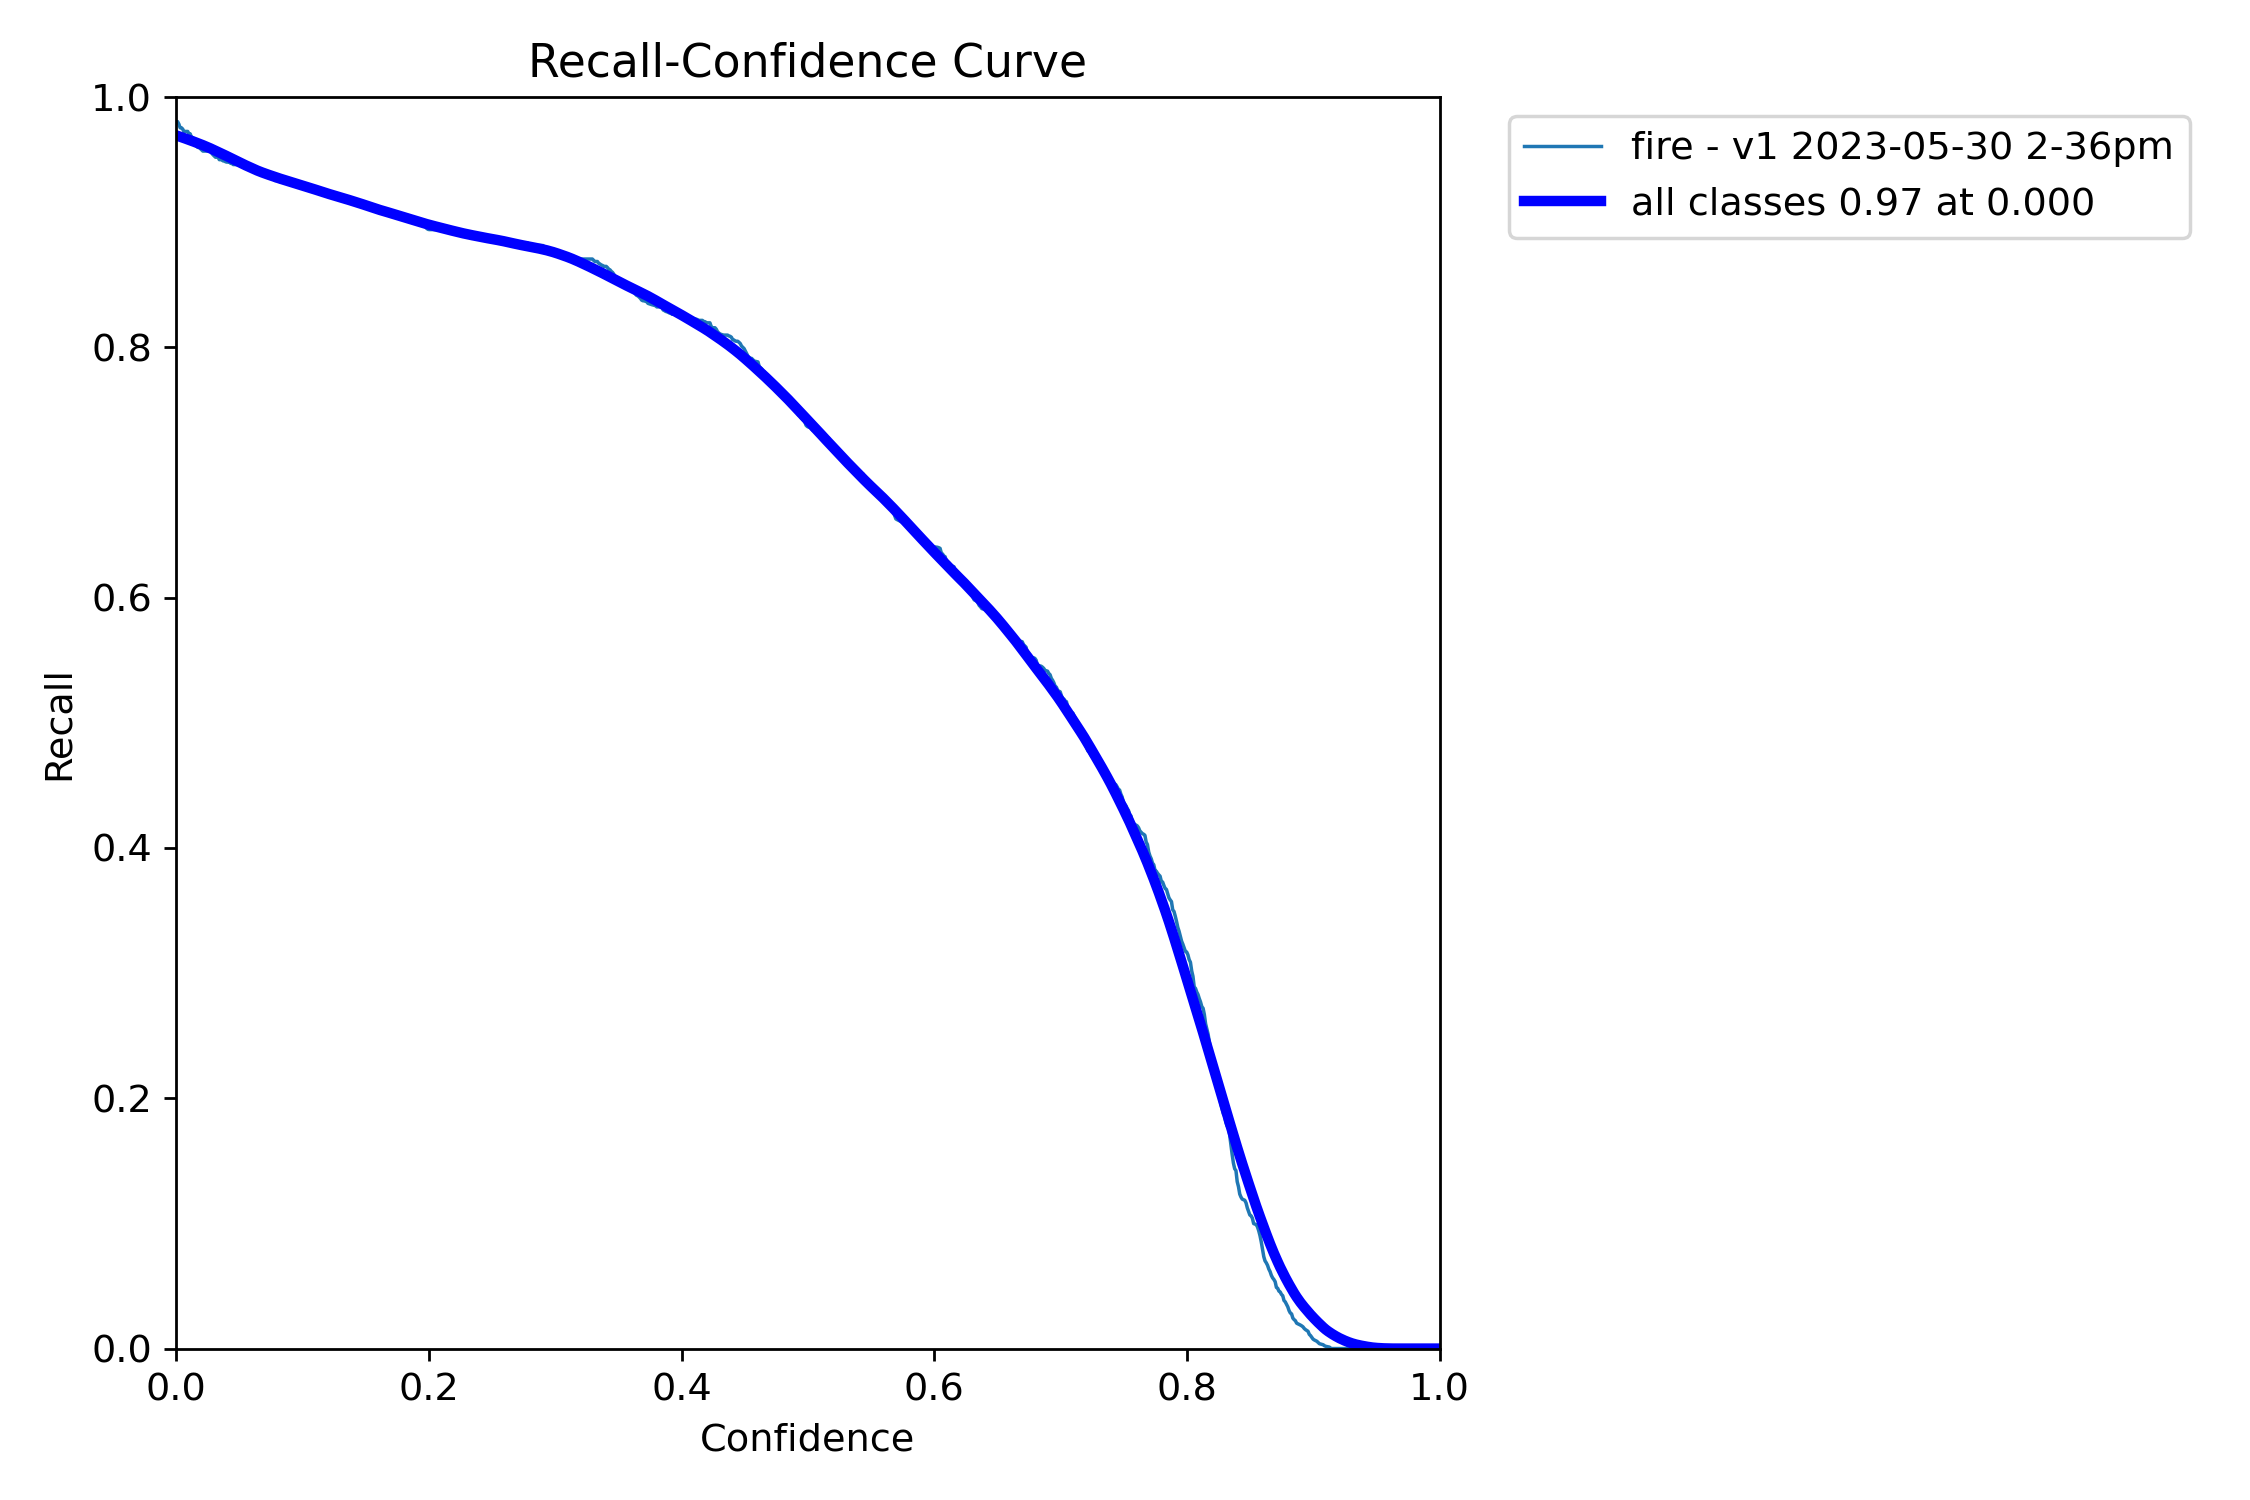 Recall-Confidence Curve
1.0
0.8
0.6
0.4
0.2
0.0
Recall
0.0 0.2 0.4 0.6 0.8 1.0
Confidence
fire - v1 2023-05-30 2-36pm
all classes 0.97 at 0.000